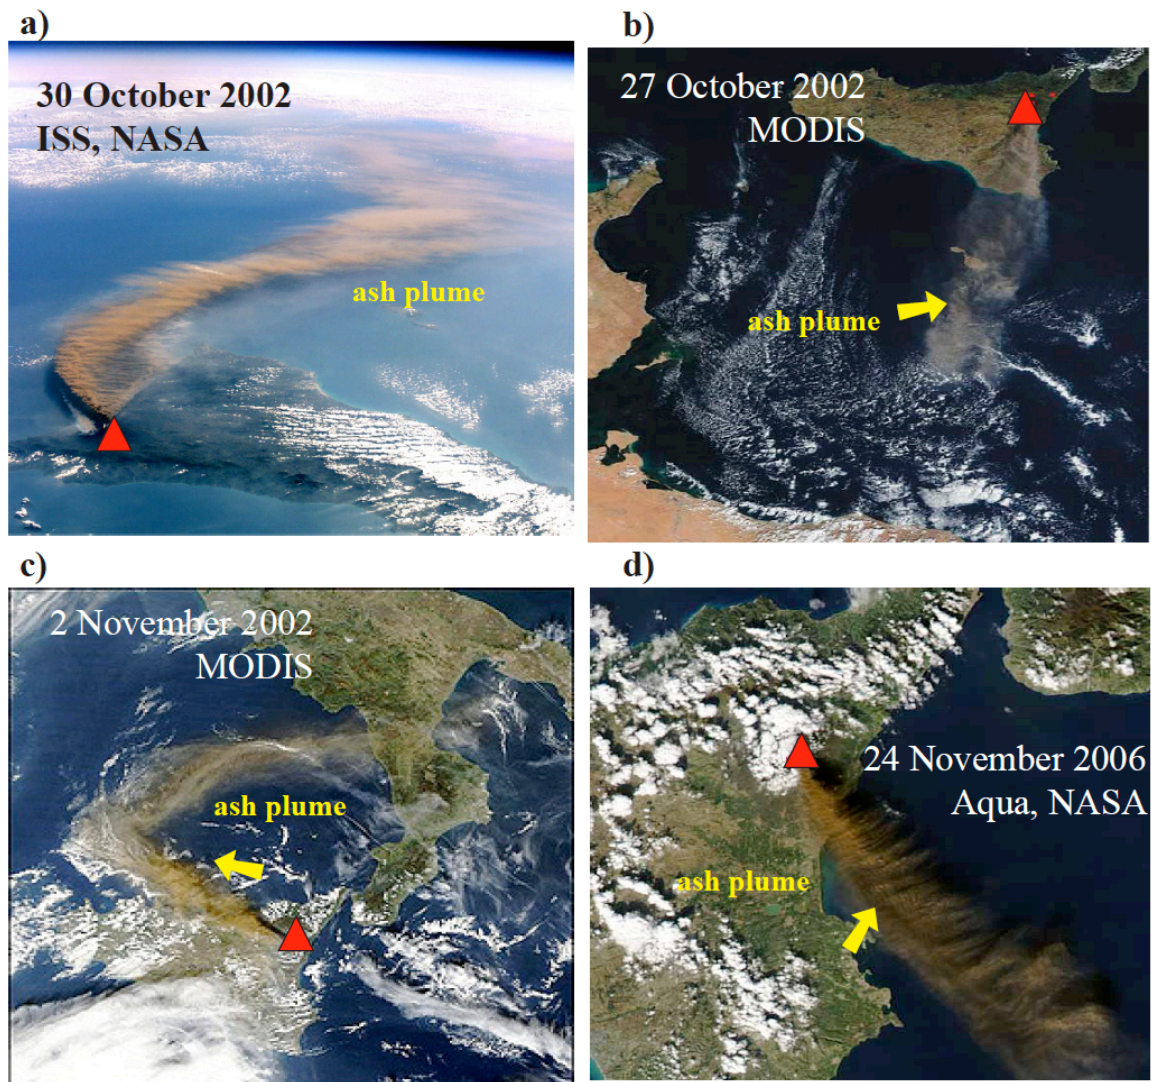 a)
30 October 2002
ISS, NASA
ash plume
b)
27 October 2002
MODIS
ash plume
c)
2 November 2002
MODIS
ash plume
d)
24 November 2006
Aqua, NASA
ash plume